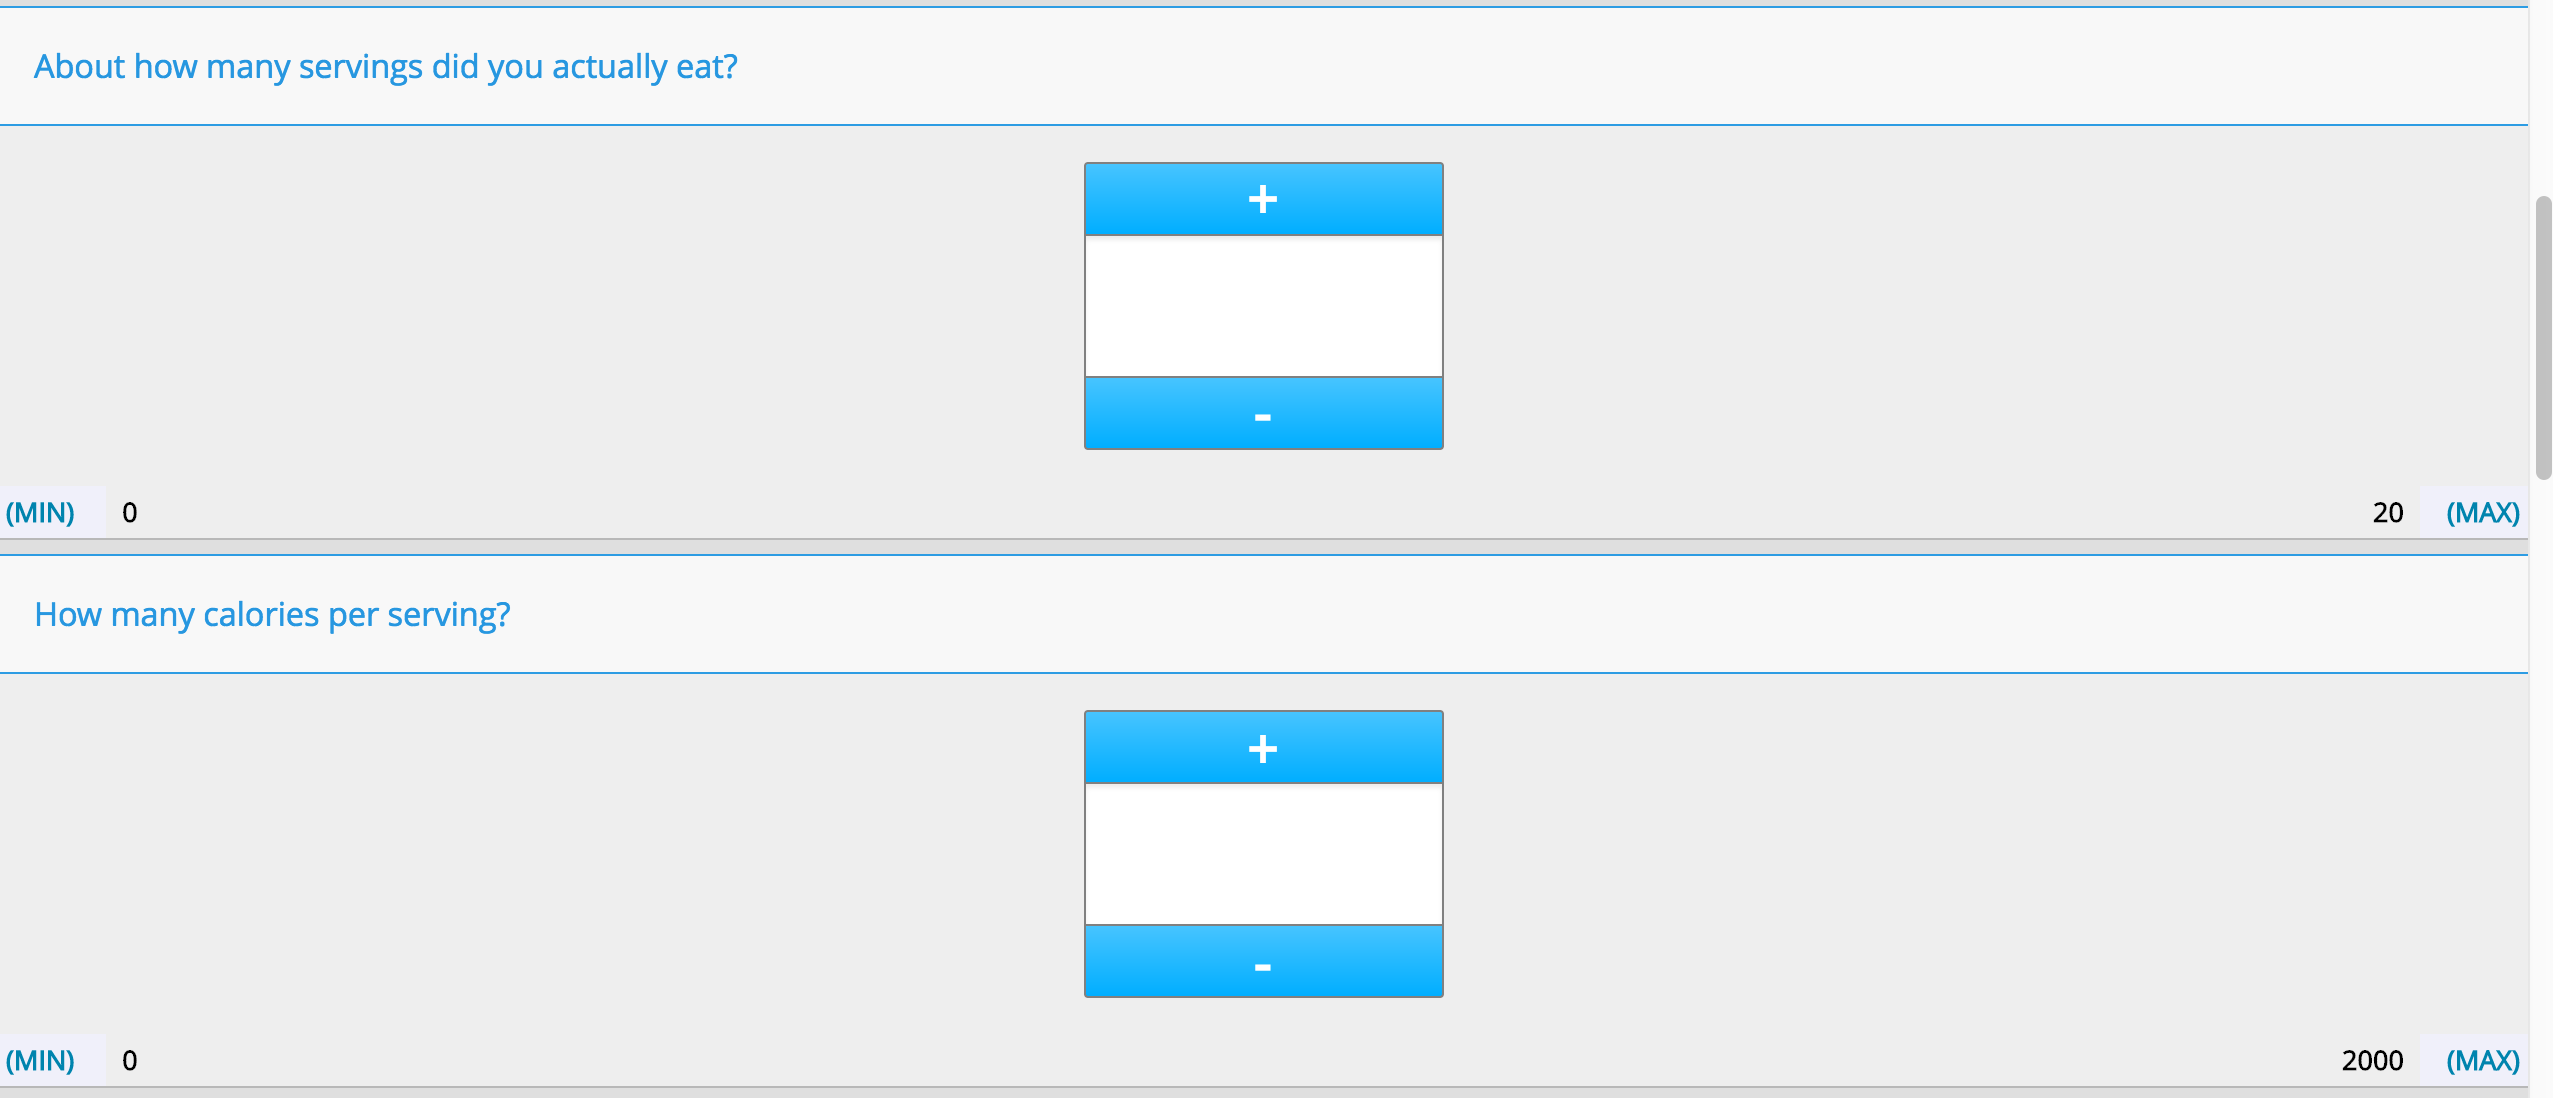 About how many servings did you actually eat?
+
-
(MIN) 0 20 (MAX)
How many calories per serving?
+
-
(MIN) 0 2000 (MAX)